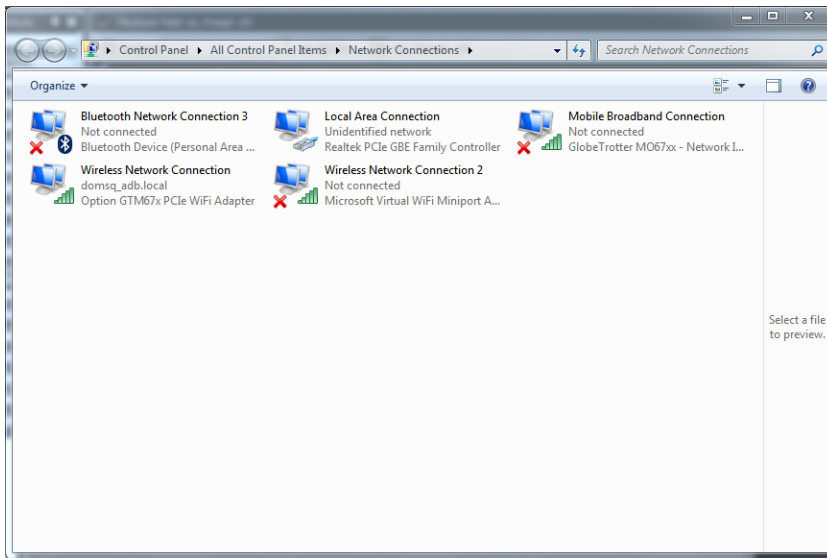 Control Panel
All Control Panel Items
Network Connections
Search Network Connections
Organize
Bluetooth Network Connection 3
Not connected
Bluetooth Device (Personal Area ...
Local Area Connection
Unidentified network
Realtek PCIe GBE Family Controller
Mobile Broadband Connection
Not connected
GlobeTrotter MO67xx - Network I...
Wireless Network Connection
domsq_adb.local
Option GTM67x PCIe WiFi Adapter
Wireless Network Connection 2
Not connected
Microsoft Virtual WiFi Miniport A...
Select a file
to preview.